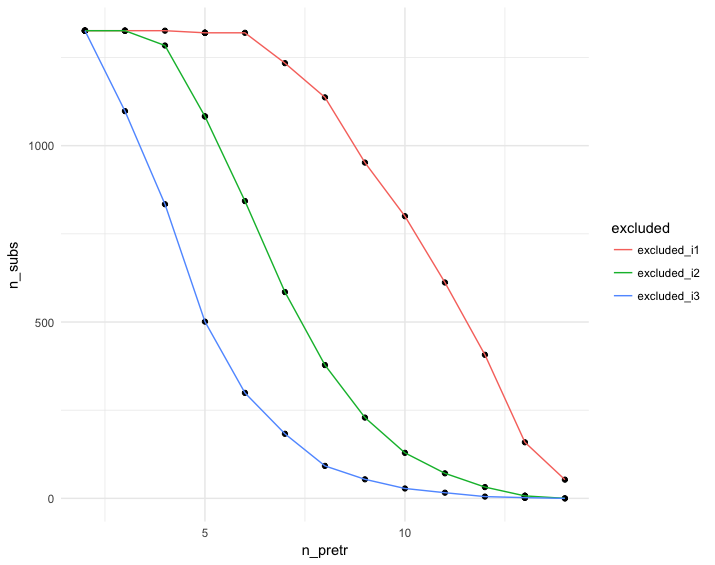 1000
500
0
5
10
n_pretr
n_subs
excluded
excluded_i1
excluded_i2
excluded_i3